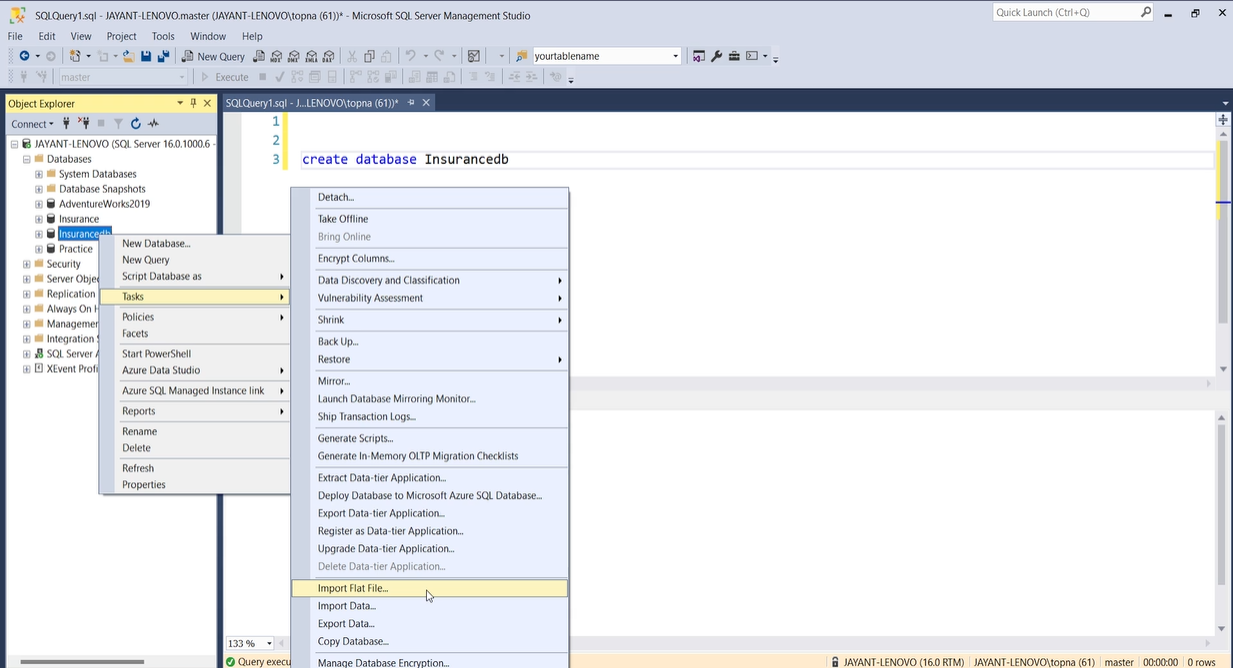 SQLQuery1.sql - JAYANT-LENOVO.master (JAYANT-LENOVO\topna (61))* - Microsoft SQL Server Management Studio
Quick Launch (Ctrl+Q)
File Edit View Project Tools Window Help
New Query
MDX DMX XMLA DAX
yourtablename
master
Execute
Object Explorer
SQLQuery1.sql - J...LENOVO\topna (61))*
Connect
JAYANT-LENOVO (SQL Server 16.0.1000.6 -
Databases
System Databases
Database Snapshots
AdventureWorks2019
Insurance
Insurancedb
Practice
Security
Server Objec
Replication
Always On H
Managemen
Integration S
SQL Server A
XEvent Profi
1
2
3 create database Insurancedb
New Database...
New Query
Script Database as
Tasks
Policies
Facets
Start PowerShell
Azure Data Studio
Azure SQL Managed Instance link
Reports
Rename
Delete
Refresh
Properties
Detach...
Take Offline
Bring Online
Encrypt Columns...
Data Discovery and Classification
Vulnerability Assessment
Shrink
Back Up...
Restore
Mirror...
Launch Database Mirroring Monitor...
Ship Transaction Logs...
Generate Scripts...
Generate In-Memory OLTP Migration Checklists
Extract Data-tier Application...
Deploy Database to Microsoft Azure SQL Database...
Export Data-tier Application...
Register as Data-tier Application...
Upgrade Data-tier Application...
Delete Data-tier Application...
Import Flat File...
Import Data...
Export Data...
Copy Database...
Manage Database Encryption...
133 %
Query execu
JAYANT-LENOVO (16.0 RTM) JAYANT-LENOVO\topna (61) master 00:00:00 0 rows